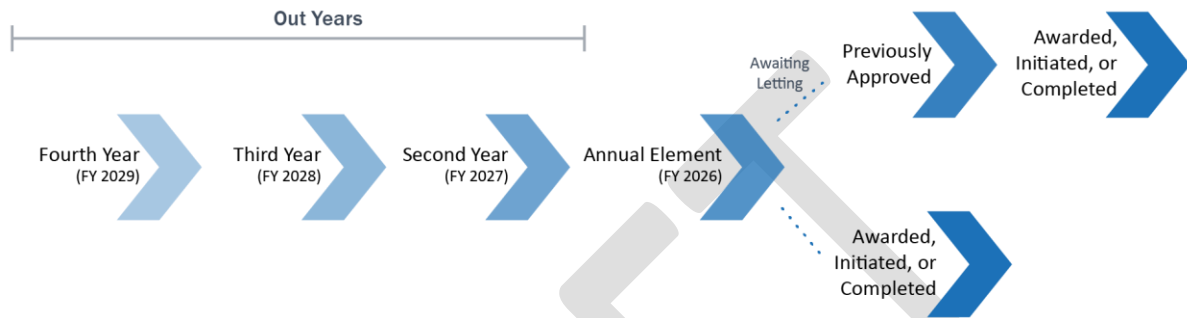 Out Years
Fourth Year
(FY 2029)
Third Year
(FY 2028)
Second Year
(FY 2027)
Annual Element
(FY 2026)
Awaiting
Letting
Previously
Approved
Awarded,
Initiated, or
Completed
Awarded,
Initiated, or
Completed